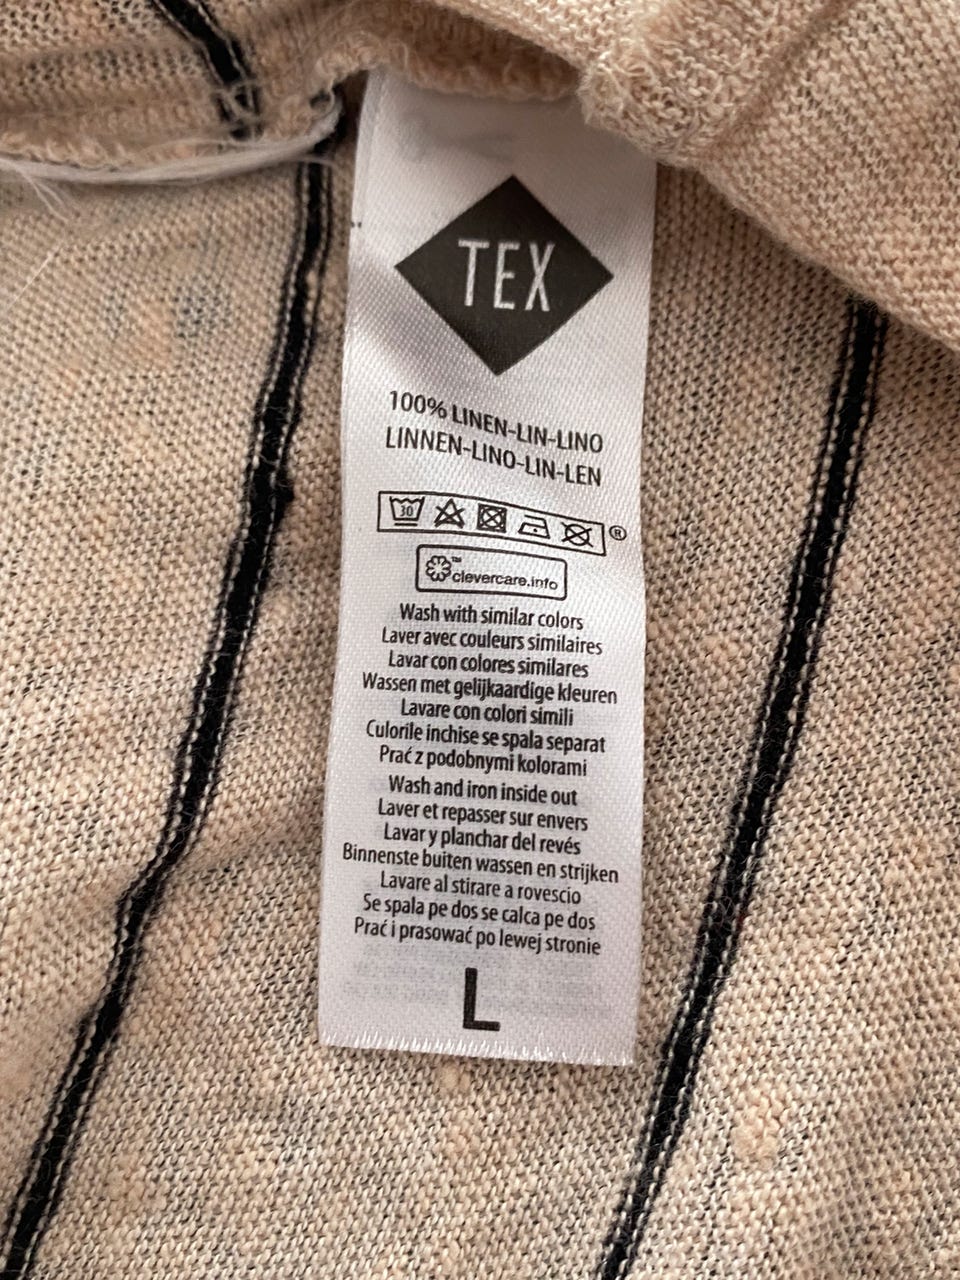 TEX
100% LINEN-LIN-LINO
LINNEN-LINO-LIN-LEN
30
®
™
clevercare.info
Wash with similar colors
Laver avec couleurs similaires
Lavar con colores similares
Wassen met gelijkaardige kleuren
Lavare con colori simili
Culorile inchise se spala separat
Prać z podobnymi kolorami
Wash and iron inside out
Laver et repasser sur envers
Lavar y planchar del revés
Binnenste buiten wassen en strijken
Lavare al stirare a rovescio
Se spala pe dos se calca pe dos
Prać i prasować po lewej stronie
L